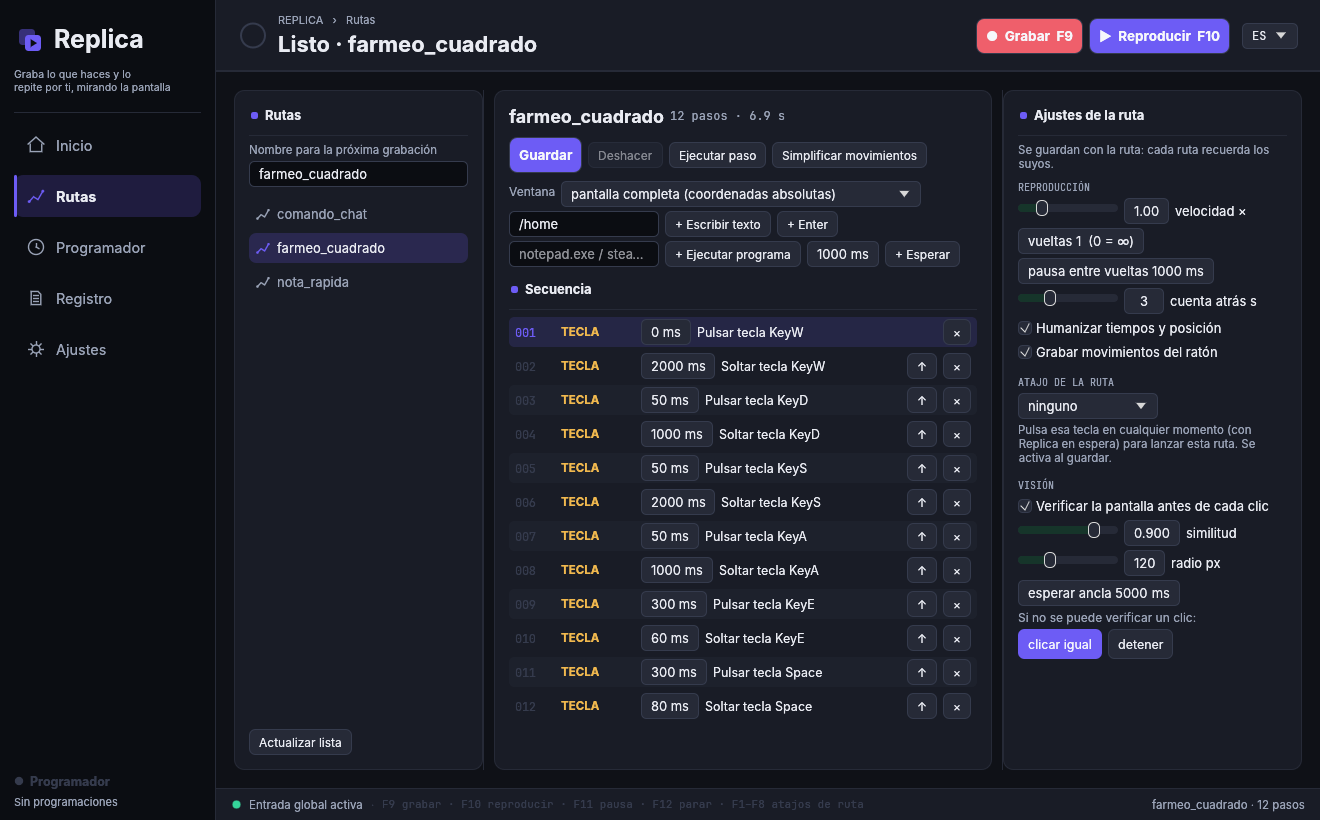 Replica
Graba lo que haces y lo
repite por ti, mirando la pantalla
Inicio
Rutas
Programador
Registro
Ajustes
Programador
Sin programaciones
REPLICA › Rutas
Listo · farmeo_cuadrado
Grabar F9
Reproducir F10
ES
Rutas
Nombre para la próxima grabación
farmeo_cuadrado
comando_chat
farmeo_cuadrado
nota_rapida
Actualizar lista
farmeo_cuadrado 12 pasos · 6.9 s
Guardar Deshacer Ejecutar paso Simplificar movimientos
Ventana pantalla completa (coordenadas absolutas)
/home + Escribir texto + Enter
notepad.exe / stea... + Ejecutar programa 1000 ms + Esperar
Secuencia
001 TECLA 0 ms Pulsar tecla KeyW ×
002 TECLA 2000 ms Soltar tecla KeyW ↑ ×
003 TECLA 50 ms Pulsar tecla KeyD ↑ ×
004 TECLA 1000 ms Soltar tecla KeyD ↑ ×
005 TECLA 50 ms Pulsar tecla KeyS ↑ ×
006 TECLA 2000 ms Soltar tecla KeyS ↑ ×
007 TECLA 50 ms Pulsar tecla KeyA ↑ ×
008 TECLA 1000 ms Soltar tecla KeyA ↑ ×
009 TECLA 300 ms Pulsar tecla KeyE ↑ ×
010 TECLA 60 ms Soltar tecla KeyE ↑ ×
011 TECLA 300 ms Pulsar tecla Space ↑ ×
012 TECLA 80 ms Soltar tecla Space ↑ ×
Ajustes de la ruta
Se guardan con la ruta: cada ruta recuerda los
suyos.
REPRODUCCIÓN
1.00 velocidad ×
vueltas 1 (0 = ∞)
pausa entre vueltas 1000 ms
3 cuenta atrás s
Humanizar tiempos y posición
Grabar movimientos del ratón
ATAJO DE LA RUTA
ninguno
Pulsa esa tecla en cualquier momento (con
Replica en espera) para lanzar esta ruta. Se
activa al guardar.
VISIÓN
Verificar la pantalla antes de cada clic
0.900 similitud
120 radio px
esperar ancla 5000 ms
Si no se puede verificar un clic:
clicar igual detener
Entrada global activa · F9 grabar · F10 reproducir · F11 pausa · F12 parar · F1-F8 atajos de ruta
farmeo_cuadrado · 12 pasos